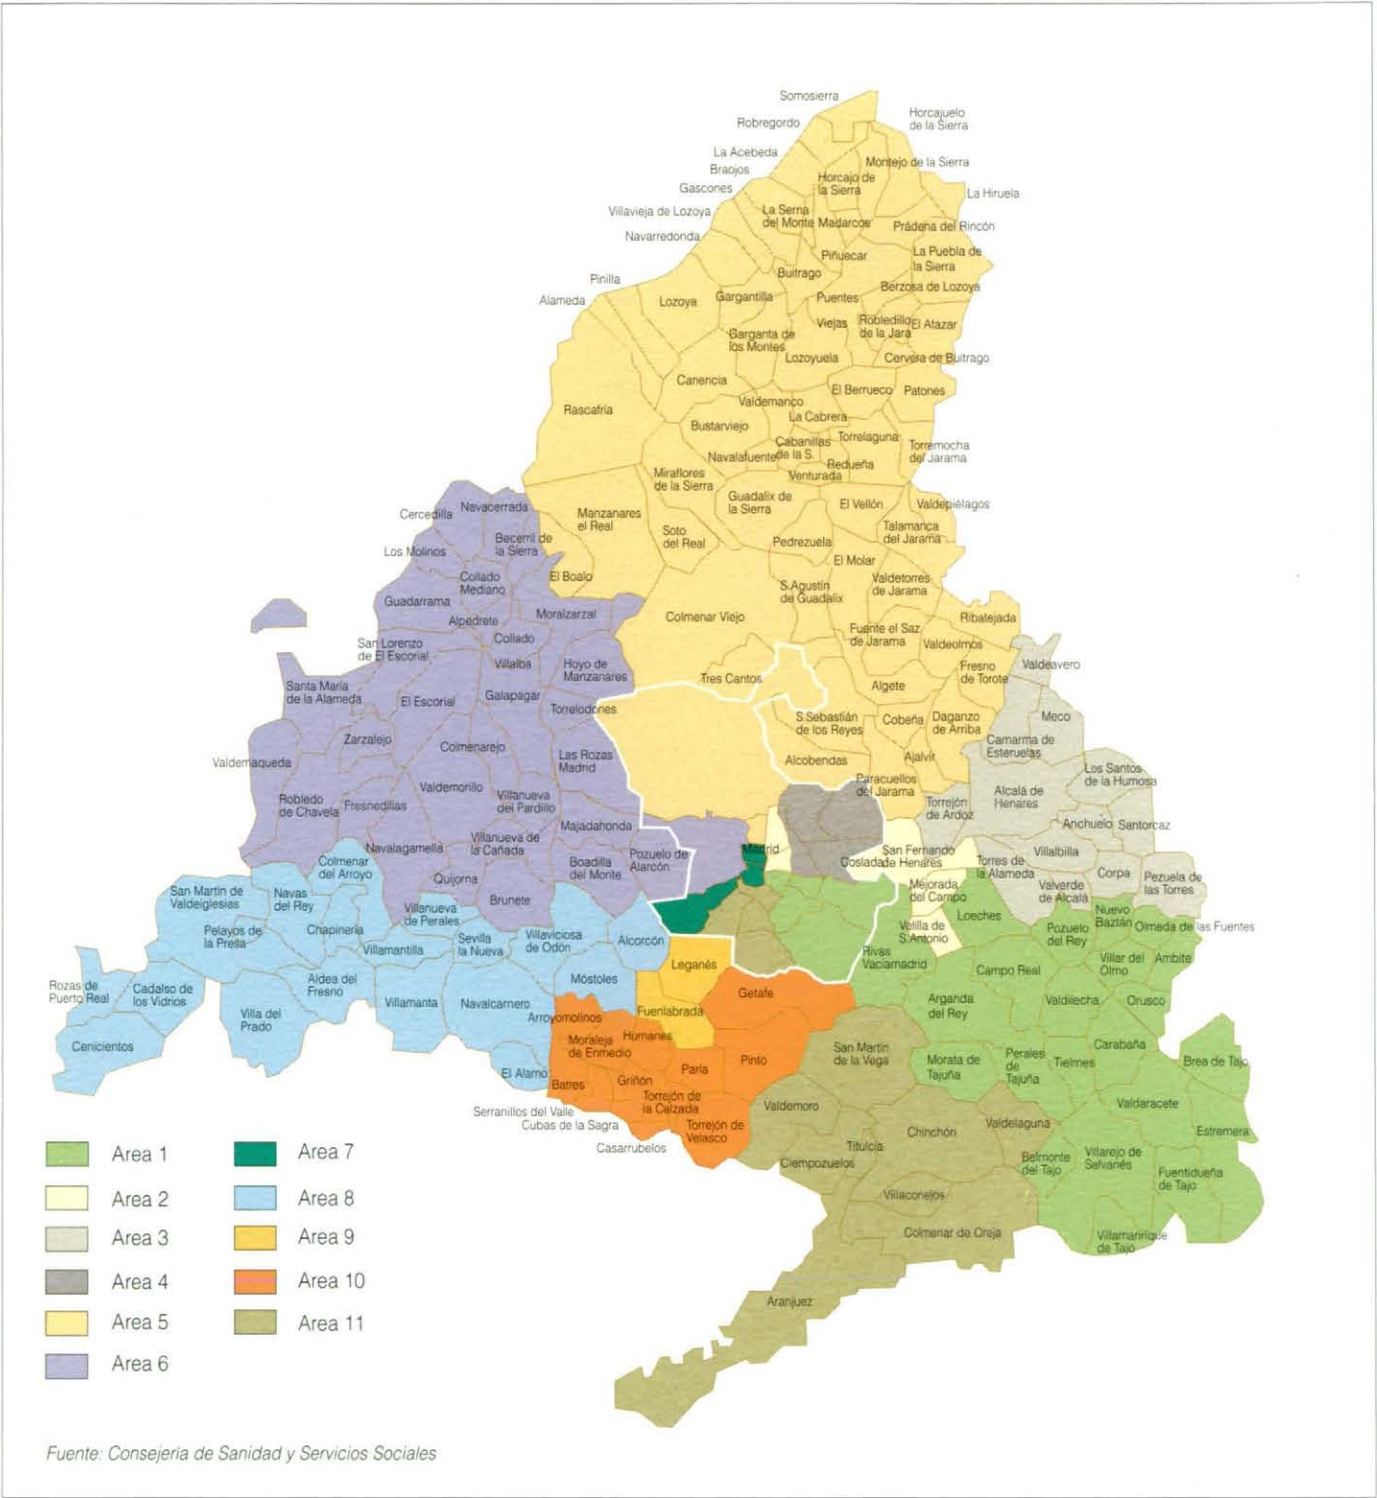 Somosierra
Horcajuelo
de la Sierra
Robregordo
La Acebeda
Montejo de la Sierra
Braojos
Horcajo de
la Sierra
Gascones
La Hiruela
Villavieja de Lozoya
La Serna
del Monte
Madarcos
Prádena del Rincón
Navarredonda
Piñuecar
La Puebla de
la Sierra
Buitrago
Pinilla
Berzosa de Lozoya
Alameda
Lozoya
Gargantilla
Puentes
Viejas
Robledillo
de la Jara
El Atazar
Garganta de
los Montes
Lozoyuela
Cervera de Buitrago
Canencia
El Berrueco
Patones
Valdemanco
Rascafría
La Cabrera
Bustarviejo
Cabanillas
de la S.
Torrelaguna
Torremocha
del Jarama
Navalafuente
Redueña
Venturada
Miraflores
de la Sierra
Guadalix de
la Sierra
El Vellón
Valdepiélagos
Cercedilla
Navacerrada
Manzanares
el Real
Soto
del Real
Talamanca
del Jarama
Los Molinos
Becerril de
la Sierra
Pedrezuela
El Molar
El Boalo
Collado
Mediano
S.Agustin
de Guadalix
Valdetorres
de Jarama
Guadarrama
Alpedrete
Moralzarzal
Colmenar Viejo
Ribatejada
Fuente el Saz
de Jarama
Valdeolmos
San Lorenzo
de El Escorial
Collado
Villalba
Hoyo de
Manzanares
Tres Cantos
Fresno
de Torote
Valdeavero
Santa María
de la Alameda
El Escorial
Galapagar
Algete
Torrelodones
S.Sebastián
de los Reyes
Cobeña
Daganzo
de Arriba
Meco
Zarzalejo
Colmenarejo
Camarma de
Esteruelas
Valdemaqueda
Las Rozas
Madrid
Alcobendas
Ajalvir
Los Santos
de la Humosa
Paracuellos
del Jarama
Valdemorillo
Villanueva
del Pardillo
Torrejón
de Ardoz
Alcalá de
Henares
Robledo
de Chavela
Fresnedillas
Majadahonda
Anchuelo
Santorcaz
Navalagamella
Villanueva de
la Cañada
Pozuelo de
Alarcón
Madrid
Coslada
San Fernando
de Henares
Villalbilla
Colmenar
del Arroyo
Boadilla
del Monte
Torres de
la Alameda
Corpa
Pezuela de
las Torres
San Martin de
Valdeiglesias
Navas
del Rey
Quijorna
Brunete
Mejorada
del Campo
Valverde
de Alcalá
Villanueva
de Perales
Loeches
Nuevo
Baztán
Olmeda de las Fuentes
Pelayos de
la Presa
Chapinería
Villamantilla
Sevilla
la Nueva
Villaviciosa
de Odón
Alcorcón
Velilla de
S.Antonio
Pozuelo
del Rey
Leganés
Rivas
Vaciamadrid
Campo Real
Villar del
Olmo
Ambite
Rozas de
Puerto Real
Cadalso de
los Vidrios
Aldea del
Fresno
Móstoles
Getafe
Arganda
del Rey
Valdilecha
Orusco
Villa del
Prado
Villamanta
Navalcarnero
Arroyomolinos
Fuenlabrada
Cenicientos
Moraleja
de Enmedio
Humanes
San Martin
de la Vega
Carabaña
El Alamo
Parla
Pinto
Morata de
Tajuña
Perales
de
Tajuña
Tielmes
Brea de Tajo
Batres
Griñón
Torrejón de
la Calzada
Valdemoro
Valdaracete
Serranillos del Valle
Cubas de la Sagra
Torrejón de
Velasco
Chinchón
Valdelaguna
Estremera
Casarrubelos
Titulcia
Ciempozuelos
Belmonte
del Tajo
Villarejo de
Salvanés
Fuentidueña
de Tajo
Villaconejos
Colmenar de Oreja
Villamanrique
de Tajo
Aranjuez
Area 1
Area 2
Area 3
Area 4
Area 5
Area 6
Area 7
Area 8
Area 9
Area 10
Area 11
Fuente: Consejeria de Sanidad y Servicios Sociales